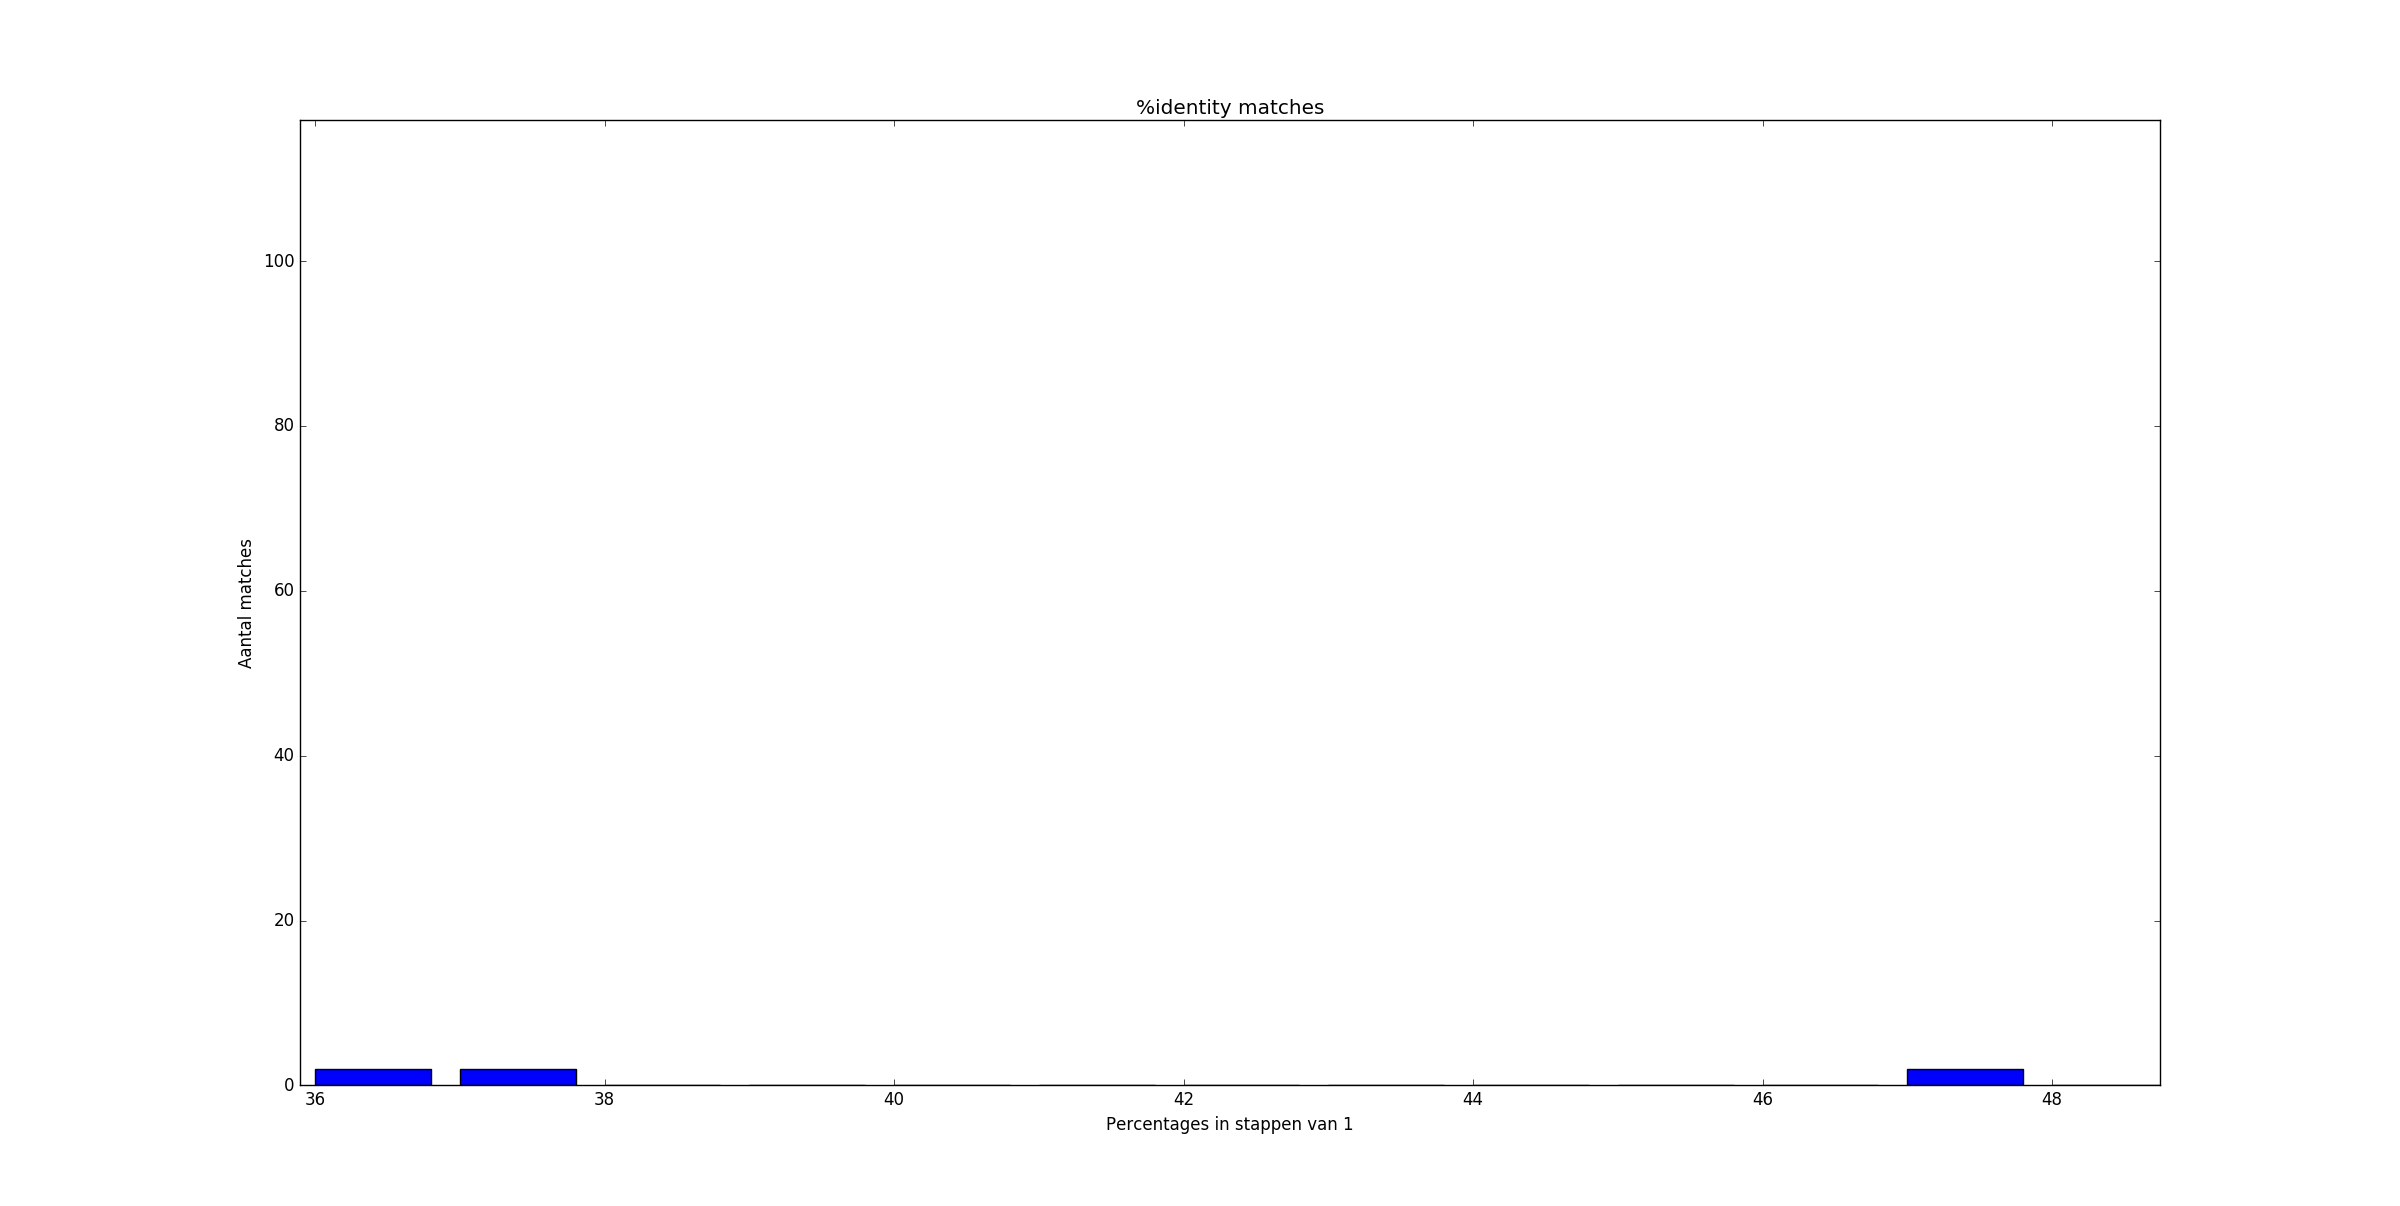 %identity matches
100
80
60
40
20
0
Aantal matches
36 38 40 42 44 46 48
Percentages in stappen van 1